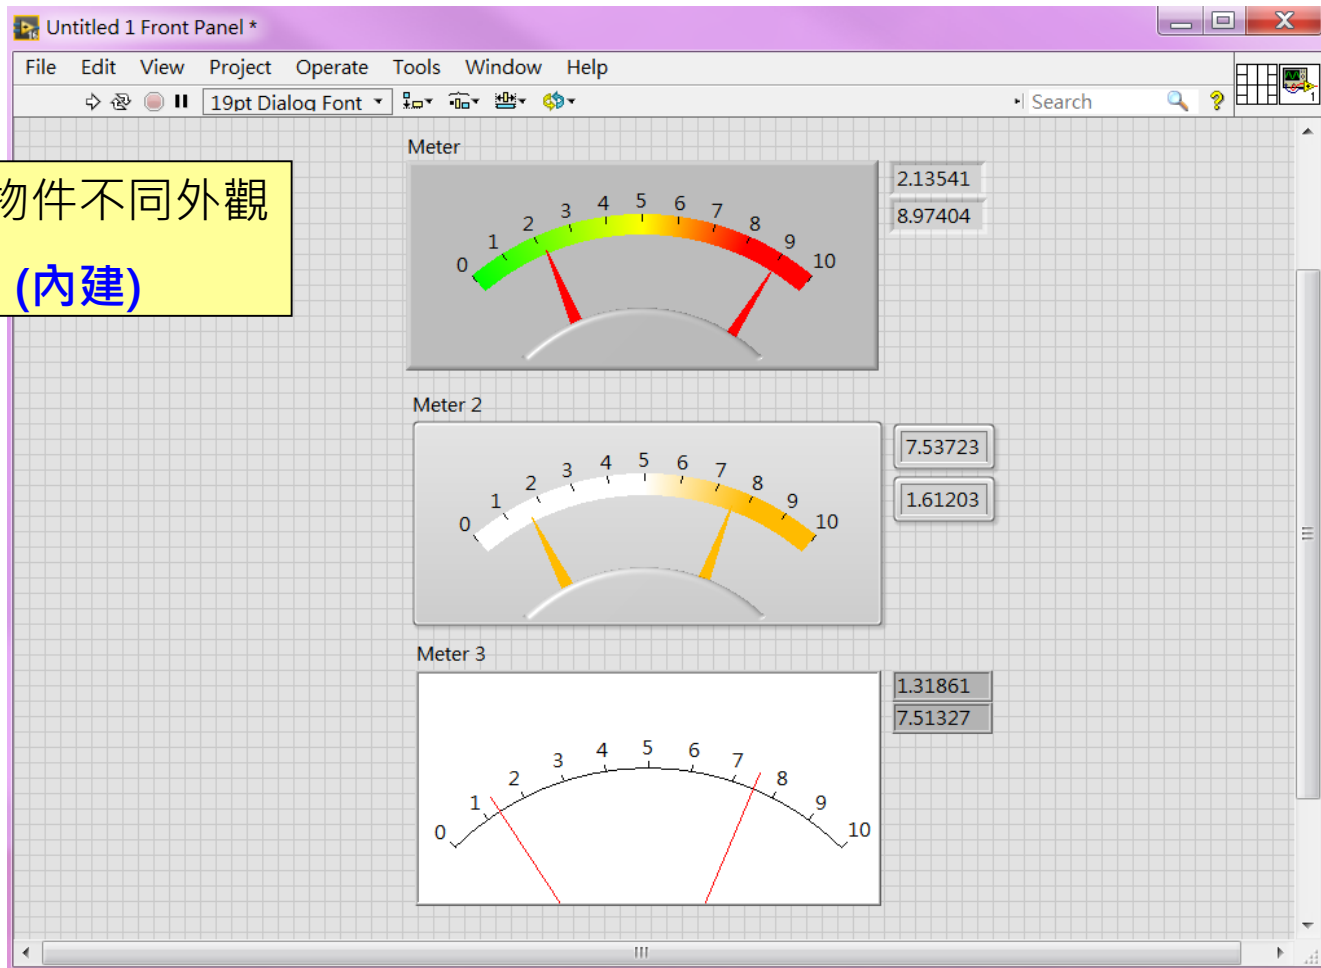 Untitled 1 Front Panel *
File Edit View Project Operate Tools Window Help
19pt Dialog Font
Search
1
物件不同外觀
(內建)
Meter
0 1 2 3 4 5 6 7 8 9 10
2.13541
8.97404
Meter 2
0 1 2 3 4 5 6 7 8 9 10
7.53723
1.61203
Meter 3
0 1 2 3 4 5 6 7 8 9 10
1.31861
7.51327